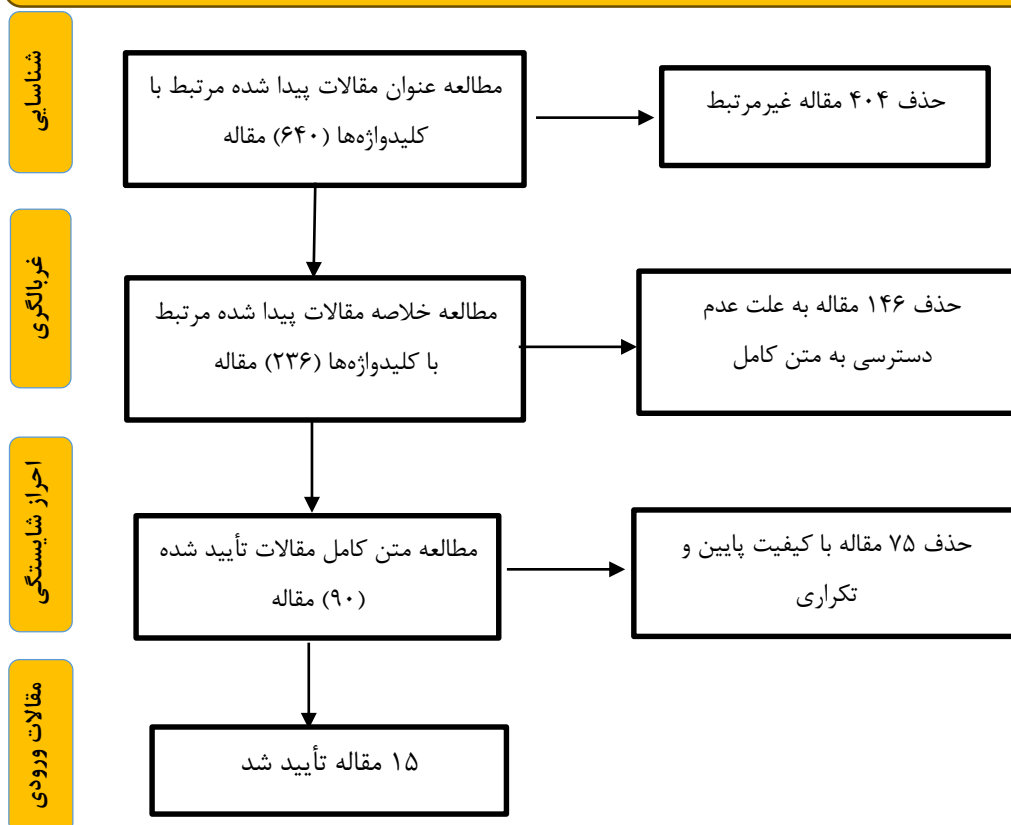 شناسایی
مطالعه عنوان مقالات پیدا شده مرتبط با
کلیدواژه‌ها (۶۴۰) مقاله
حذف ۴۰۴ مقاله غیرمرتبط
غربالگری
مطالعه خلاصه مقالات پیدا شده مرتبط
با کلیدواژه‌ها (۲۳۶) مقاله
حذف ۱۴۶ مقاله به علت عدم
دسترسی به متن کامل
احراز شایستگی
مطالعه متن کامل مقالات تأیید شده
(۹۰) مقاله
حذف ۷۵ مقاله با کیفیت پایین و
تکراری
مقالات ورودی
۱۵ مقاله تأیید شد